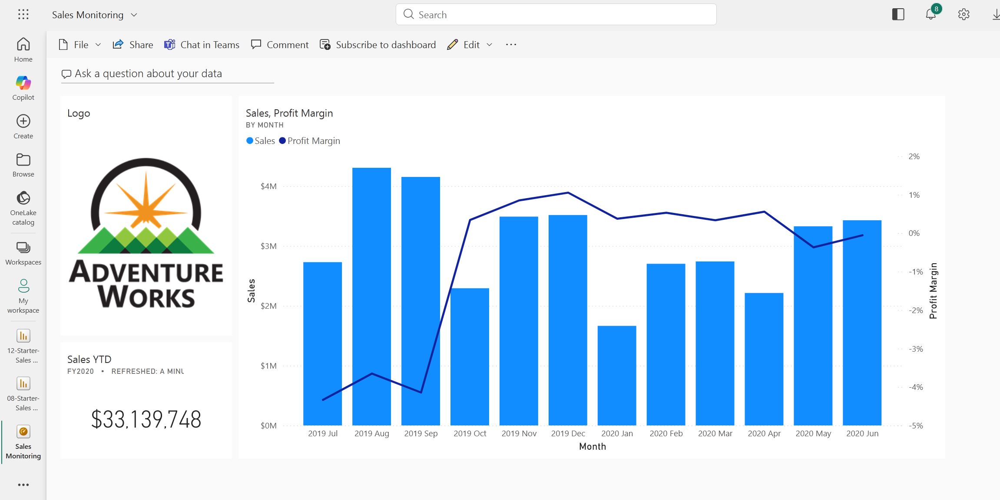 Sales Monitoring
Search
8
File
Share
Chat in Teams
Comment
Subscribe to dashboard
Edit
Home
Copilot
Create
Browse
OneLake
catalog
Workspaces
My
workspace
12-Starter-
Sales ...
08-Starter-
Sales ...
Sales
Monitoring
Ask a question about your data
Logo
ADVENTURE
WORKS
Sales YTD
FY2020 • REFRESHED: A MINU
$33,139,748
Sales, Profit Margin
BY MONTH
Sales Profit Margin
Sales
$4M
$3M
$2M
$1M
$0M
2%
1%
0%
-1%
-2%
-3%
-4%
-5%
Profit Margin
2019 Jul 2019 Aug 2019 Sep 2019 Oct 2019 Nov 2019 Dec 2020 Jan 2020 Feb 2020 Mar 2020 Apr 2020 May 2020 Jun
Month